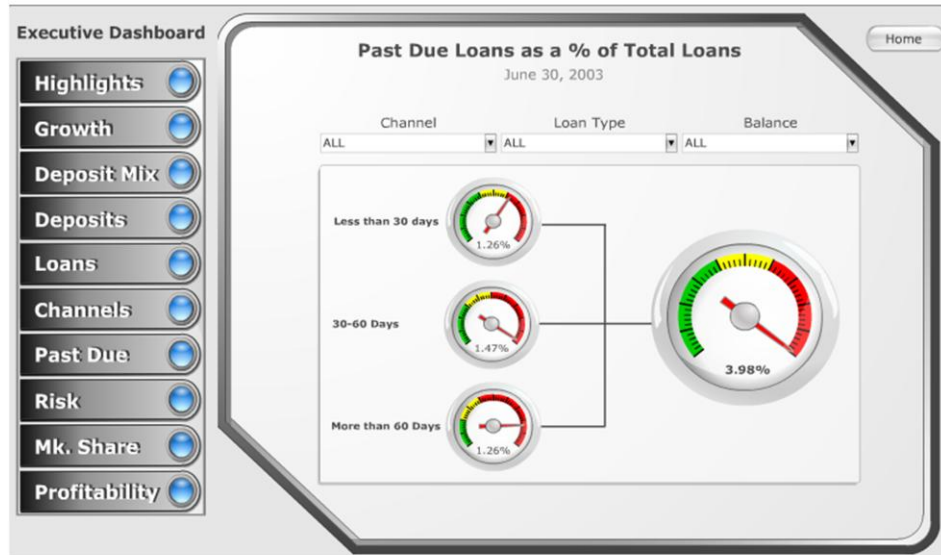 Executive Dashboard
Highlights
Growth
Deposit Mix
Deposits
Loans
Channels
Past Due
Risk
Mk. Share
Profitability
Home
Past Due Loans as a % of Total Loans
June 30, 2003
Channel Loan Type Balance
ALL ALL ALL
Less than 30 days
1.26%
30-60 Days
1.47%
More than 60 Days
1.26%
3.98%